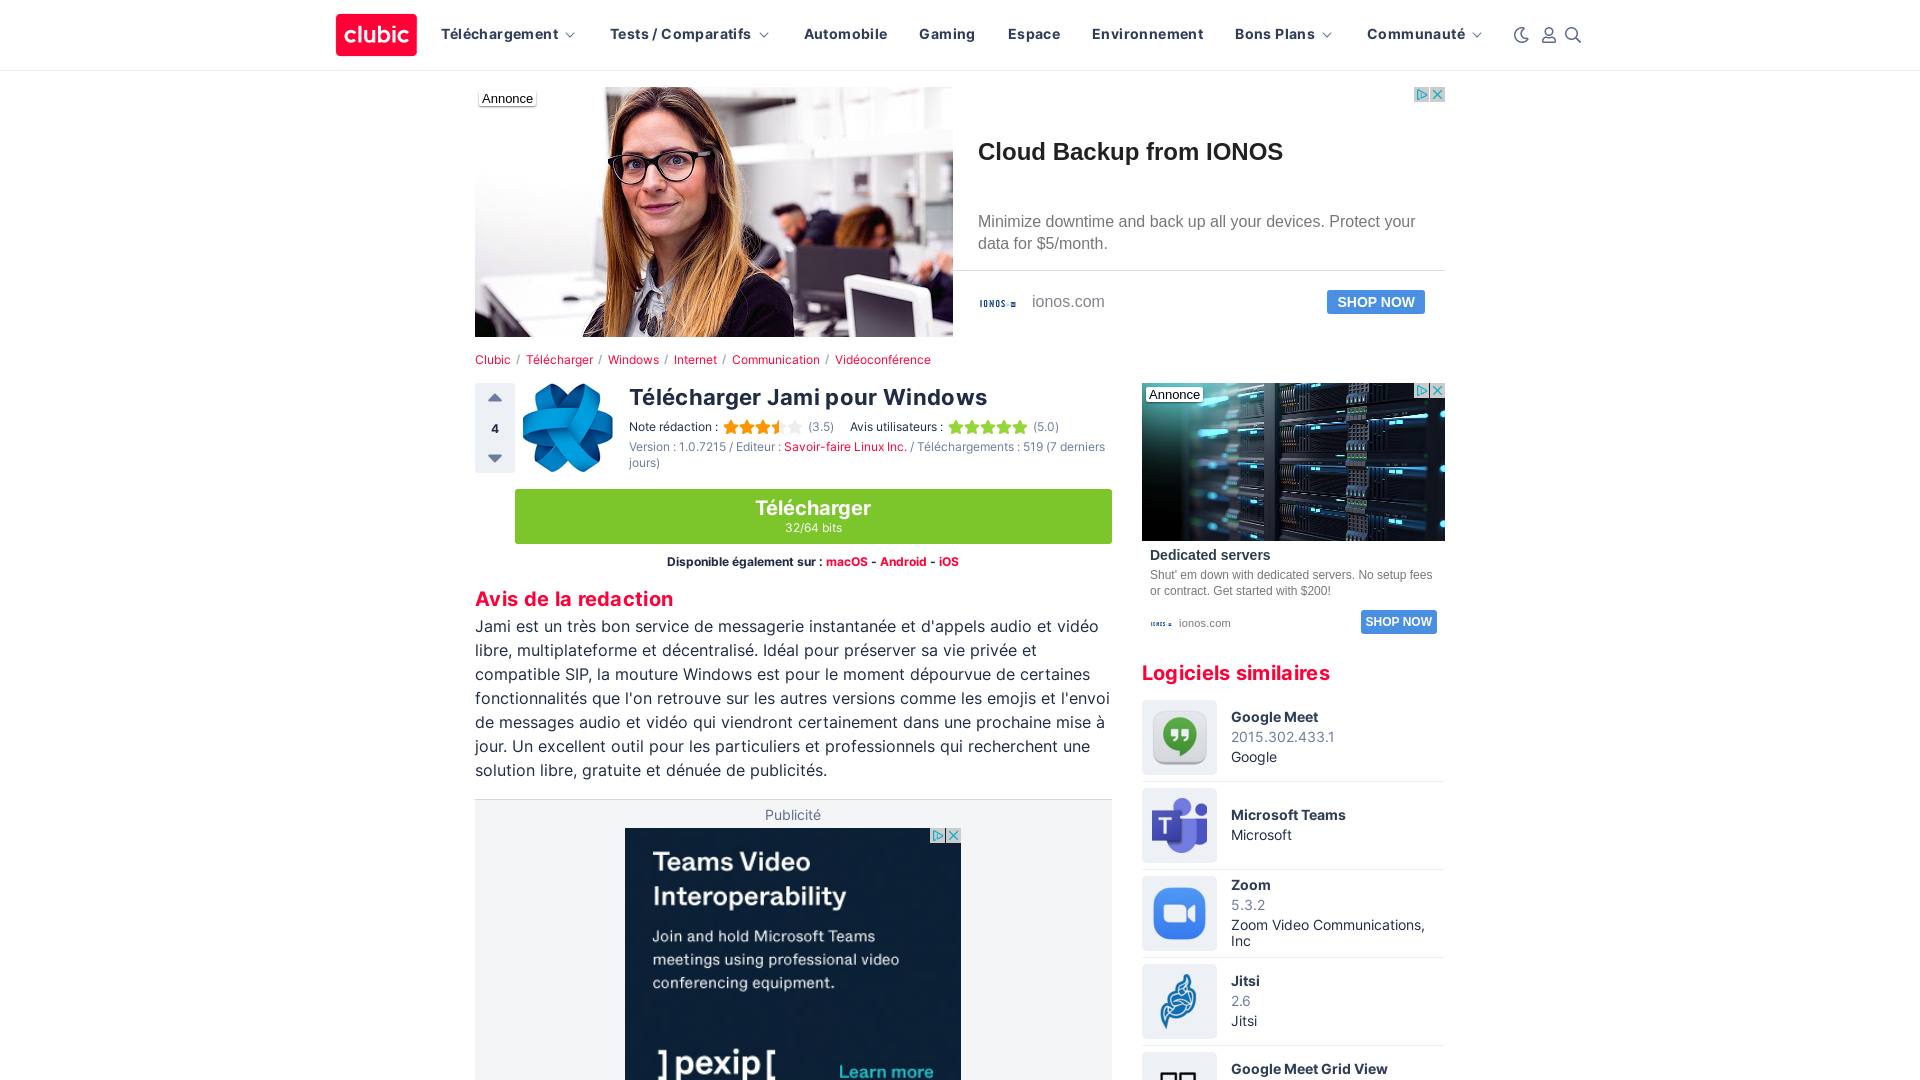 clubic
Téléchargement
Tests / Comparatifs
Automobile
Gaming
Espace
Environnement
Bons Plans
Communauté
Annonce
Cloud Backup from IONOS
Minimize downtime and back up all your devices. Protect your
data for $5/month.
IONOS
ionos.com
SHOP NOW
Clubic / Télécharger / Windows / Internet / Communication / Vidéoconférence
4
Télécharger Jami pour Windows
Note rédaction : (3.5) Avis utilisateurs : (5.0)
Version : 1.0.7215 / Editeur : Savoir-faire Linux Inc. / Téléchargements : 519 (7 derniers
jours)
Télécharger
32/64 bits
Disponible également sur : macOS - Android - iOS
Avis de la redaction
Jami est un très bon service de messagerie instantanée et d'appels audio et vidéo
libre, multiplateforme et décentralisé. Idéal pour préserver sa vie privée et
compatible SIP, la mouture Windows est pour le moment dépourvue de certaines
fonctionnalités que l'on retrouve sur les autres versions comme les emojis et l'envoi
de messages audio et vidéo qui viendront certainement dans une prochaine mise à
jour. Un excellent outil pour les particuliers et professionnels qui recherchent une
solution libre, gratuite et dénuée de publicités.
Publicité
Teams Video
Interoperability
Join and hold Microsoft Teams
meetings using professional video
conferencing equipment.
]pexip[
Learn more
Annonce
Dedicated servers
Shut' em down with dedicated servers. No setup fees
or contract. Get started with $200!
IONOS
ionos.com
SHOP NOW
Logiciels similaires
Google Meet
2015.302.433.1
Google
T
Microsoft Teams
Microsoft
Zoom
5.3.2
Zoom Video Communications,
Inc
Jitsi
2.6
Jitsi
Google Meet Grid View